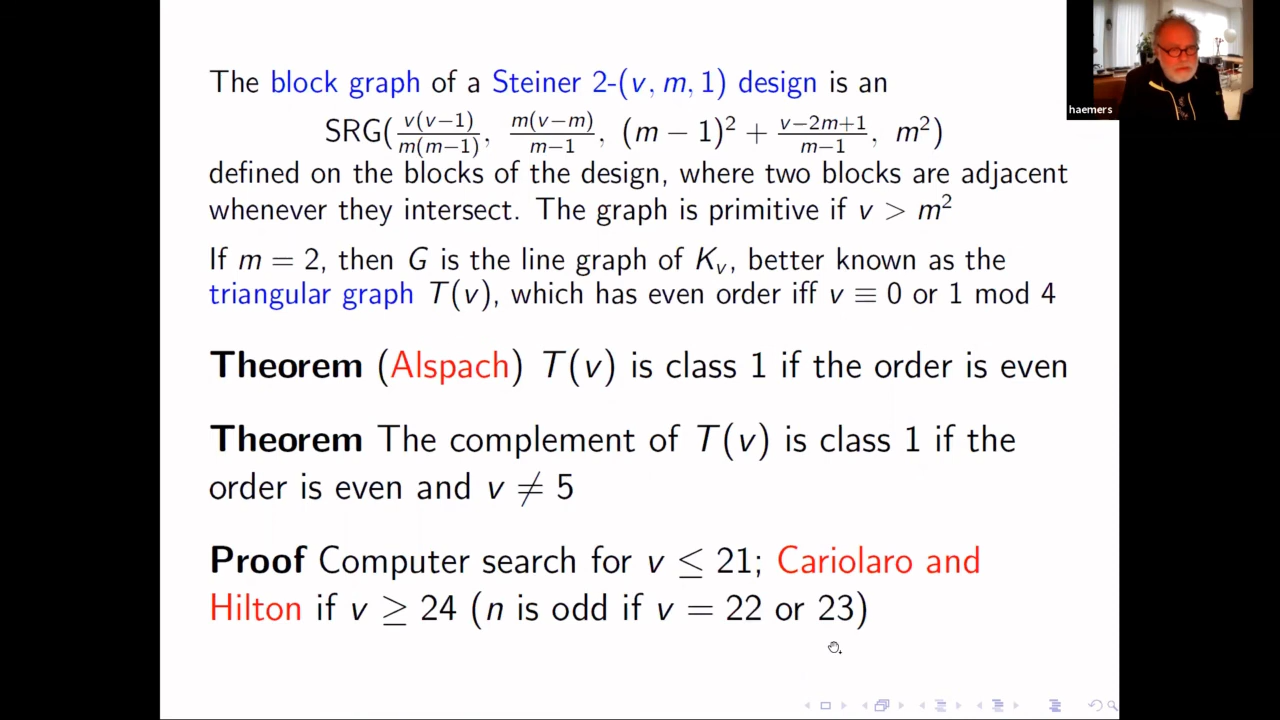 haemers
The block graph of a Steiner 2-(v, m, 1) design is an
SRG(\frac{v(v−1)}{m(m−1)}, \frac{m(v−m)}{m−1}, (m − 1)² + \frac{v−2m+1}{m−1}, m²)
defined on the blocks of the design, where two blocks are adjacent
whenever they intersect. The graph is primitive if v > m²
If m = 2, then G is the line graph of K_v, better known as the
triangular graph T(v), which has even order iff v ≡ 0 or 1 mod 4
Theorem (Alspach) T(v) is class 1 if the order is even
Theorem The complement of T(v) is class 1 if the
order is even and v ≠ 5
Proof Computer search for v ≤ 21; Cariolaro and
Hilton if v ≥ 24 (n is odd if v = 22 or 23)